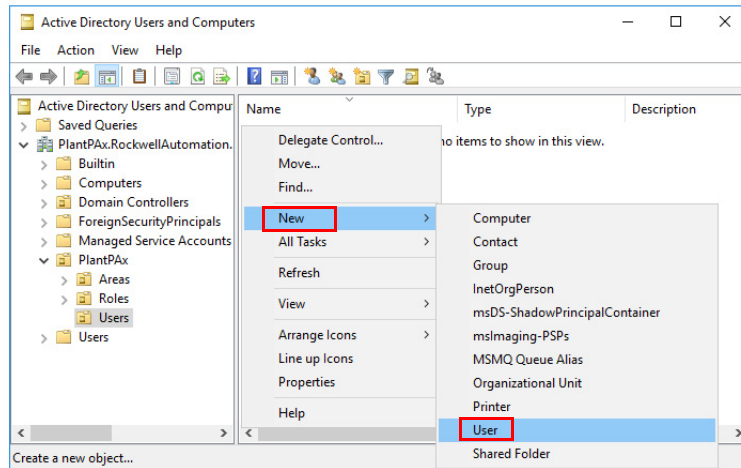 Active Directory Users and Computers
File Action View Help
Active Directory Users and Compu
Saved Queries
PlantPAx.RockwellAutomation.
Builtin
Computers
Domain Controllers
ForeignSecurityPrincipals
Managed Service Accounts
PlantPAx
Areas
Roles
Users
Users
Name Type Description
no items to show in this view.
Delegate Control...
Move...
Find...
New
All Tasks
Refresh
View
Arrange Icons
Line up Icons
Properties
Help
Computer
Contact
Group
InetOrgPerson
msDS-ShadowPrincipalContainer
msImaging-PSPs
MSMQ Queue Alias
Organizational Unit
Printer
User
Shared Folder
Create a new object...